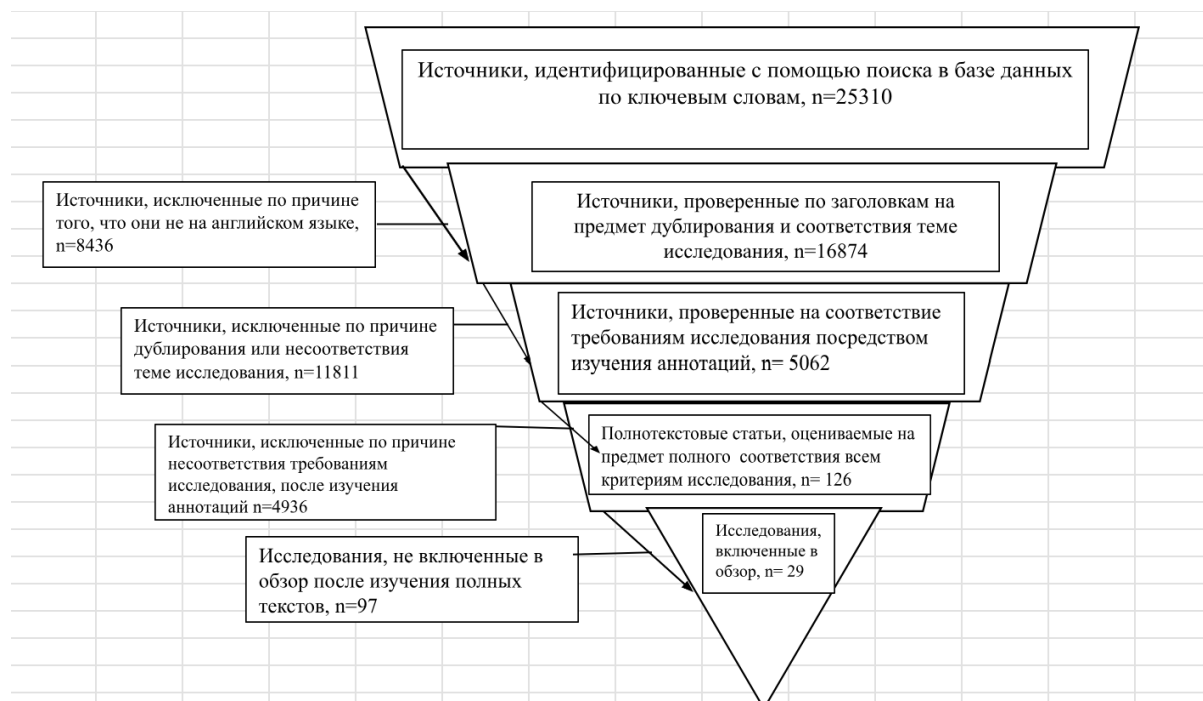 Источники, идентифицированные с помощью поиска в базе данных
по ключевым словам, n=25310
Источники, исключенные по причине
того, что они не на английском языке,
n=8436
Источники, проверенные по заголовкам на
предмет дублирования и соответствия теме
исследования, n=16874
Источники, исключенные по причине
дублирования или несоответствия
теме исследования, n=11811
Источники, проверенные на соответствие
требованиям исследования посредством
изучения аннотаций, n= 5062
Источники, исключенные по причине
несоответствия требованиям
исследования, после изучения
аннотаций n=4936
Полнотекстовые статьи, оцениваемые на
предмет полного соответствия всем
критериям исследования, n= 126
Исследования, не включенные в
обзор после изучения полных
текстов, n=97
Исследования,
включенные в
обзор, n= 29